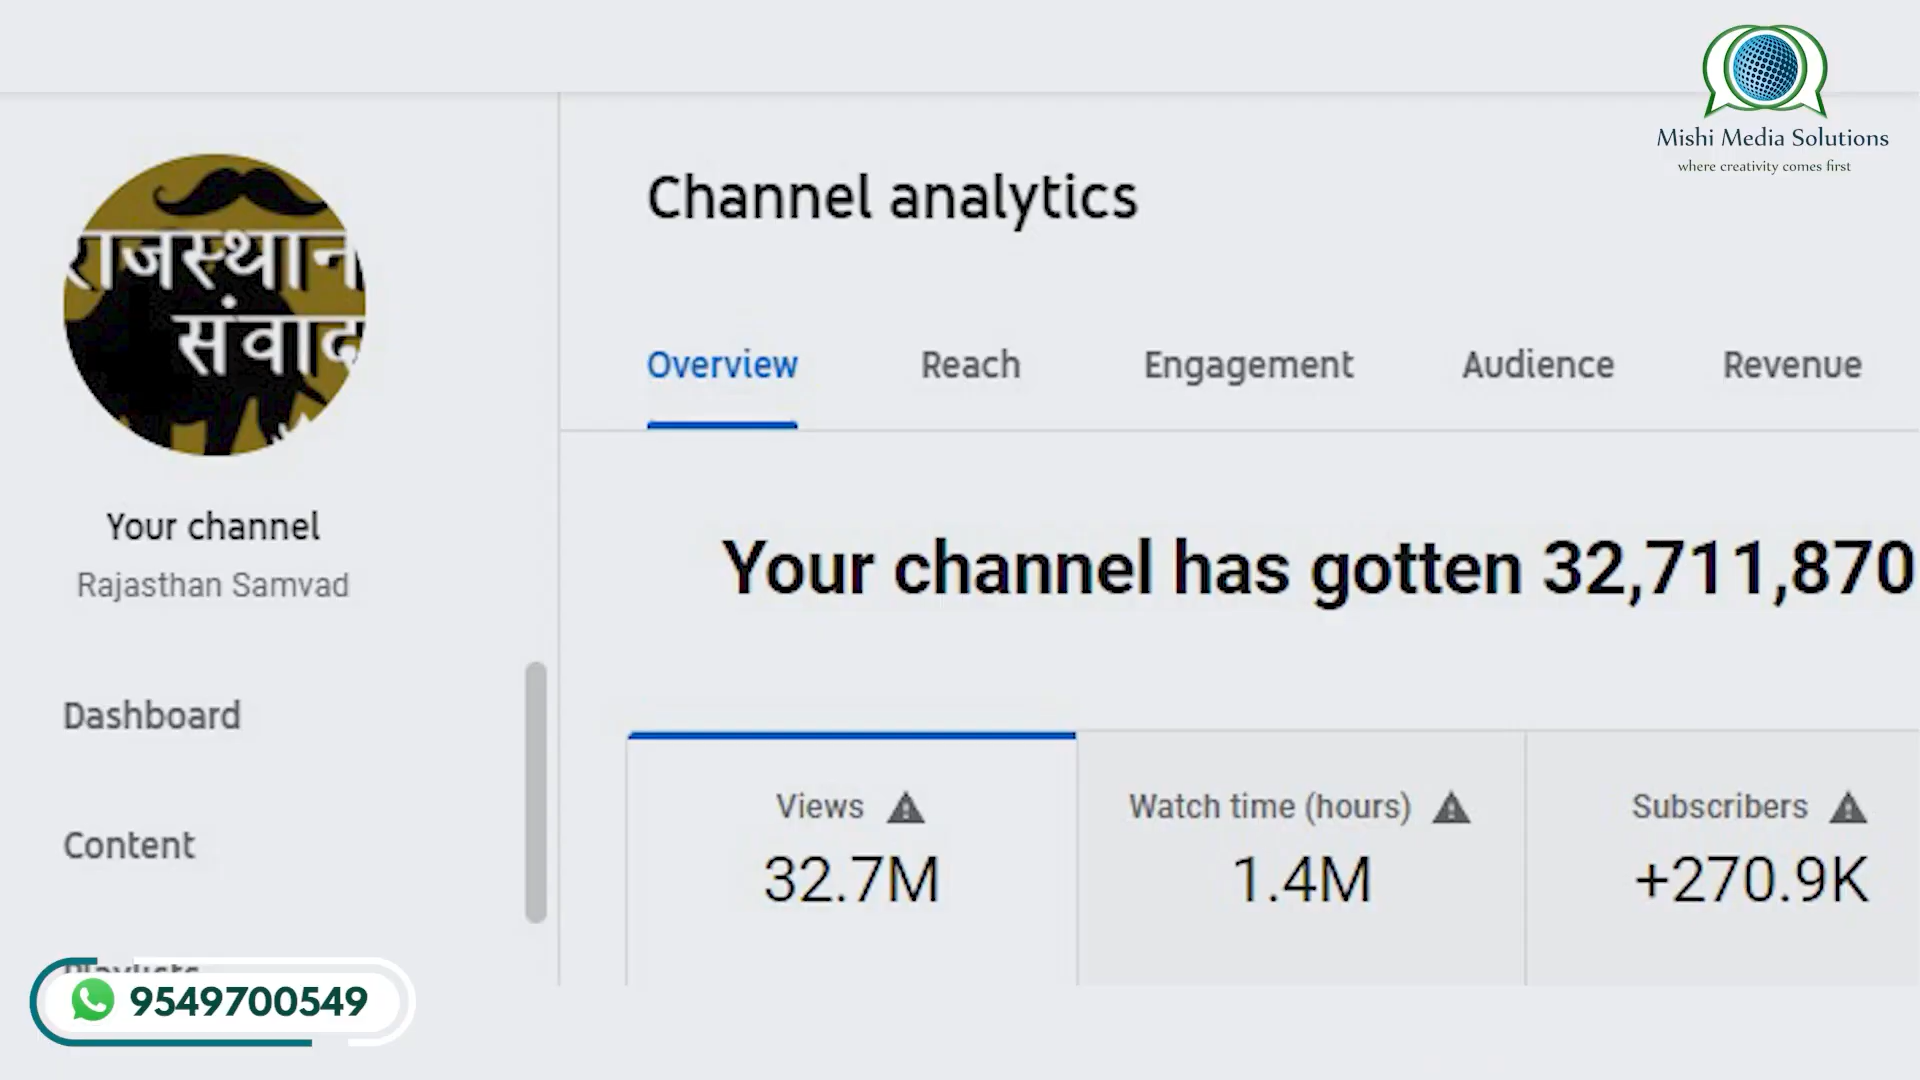 Mishi Media Solutions
where creativity comes first
राजस्थान
संवाद
Your channel
Rajasthan Samvad
Dashboard
Content
Playlists
9549700549
Channel analytics
Overview Reach Engagement Audience Revenue
Your channel has gotten 32,711,870
Views Watch time (hours) Subscribers
32.7M 1.4M +270.9K